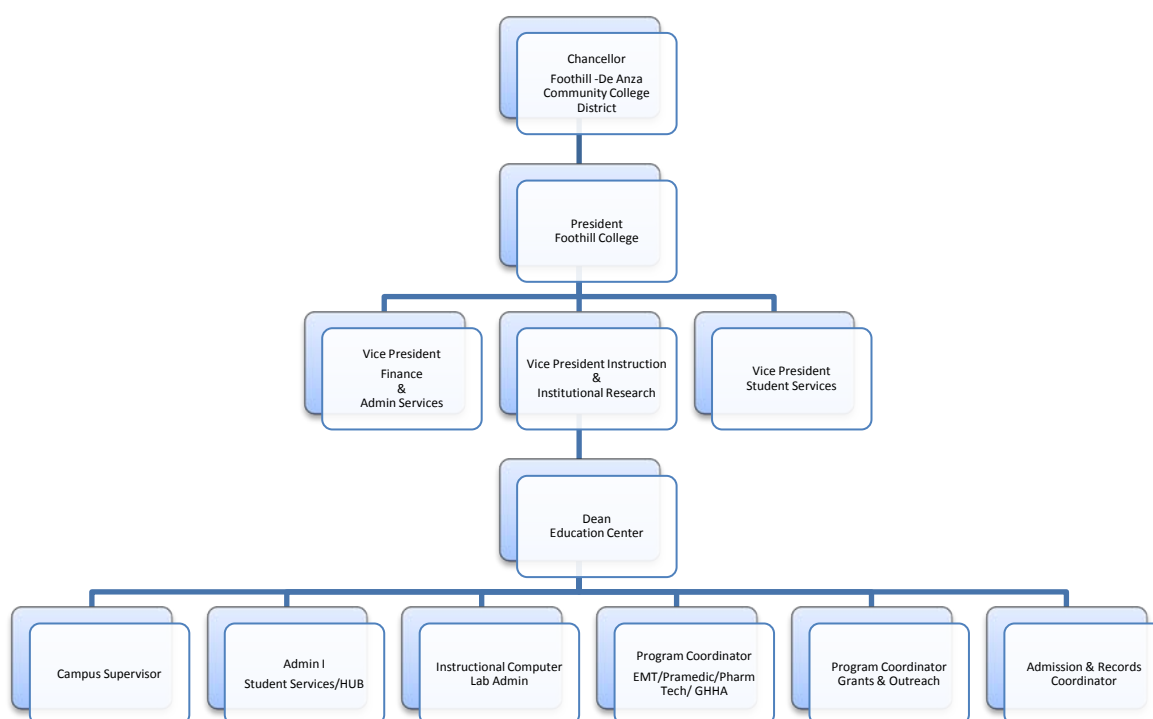 Chancellor
Foothill -De Anza
Community College
District
President
Foothill College
Vice President
Finance
&
Admin Services
Vice President Instruction
&
Institutional Research
Vice President
Student Services
Dean
Education Center
Campus Supervisor
Admin I
Student Services/HUB
Instructional Computer
Lab Admin
Program Coordinator
EMT/Pramedic/Pharm
Tech/ GHHA
Program Coordinator
Grants & Outreach
Admission & Records
Coordinator